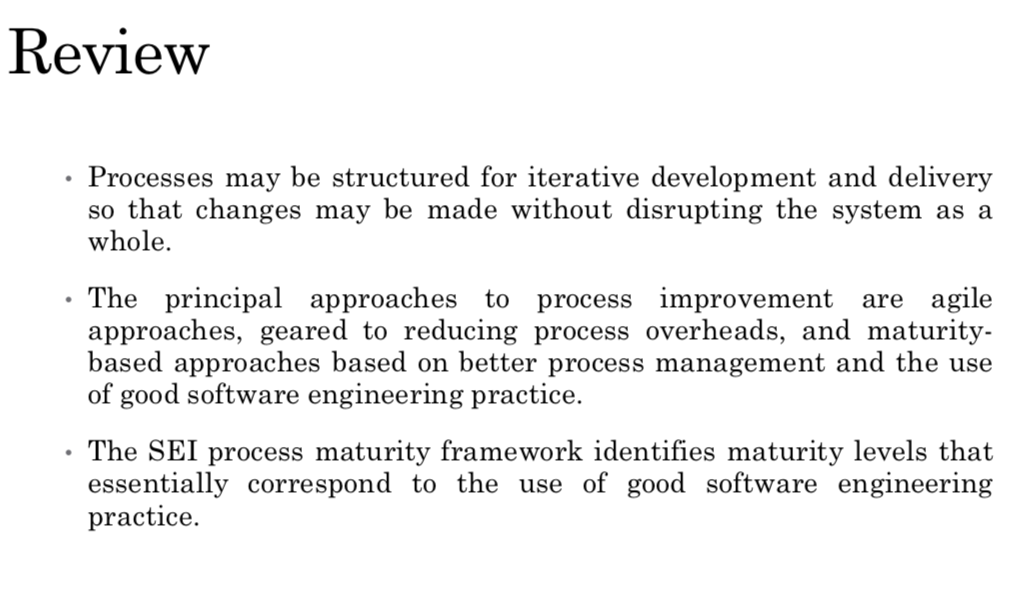 Review
• Processes may be structured for iterative development and delivery
so that changes may be made without disrupting the system as a
whole.
• The principal approaches to process improvement are agile
approaches, geared to reducing process overheads, and maturity-
based approaches based on better process management and the use
of good software engineering practice.
• The SEI process maturity framework identifies maturity levels that
essentially correspond to the use of good software engineering
practice.